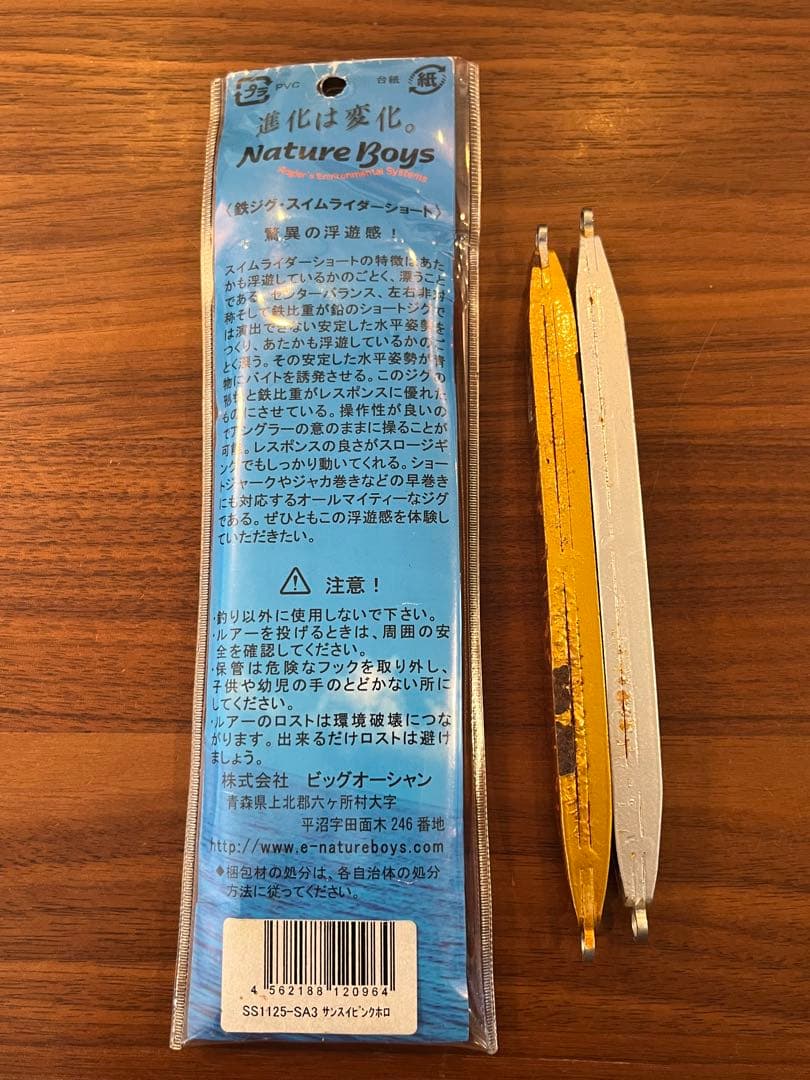 プラ PVC 台紙 紙
進化は変化。
Nature Boys
Angler's Environmental Systems
〈鉄ジグ・スイムライダーショート〉
驚異の浮遊感！
スイムライダーショートの特徴はあた
かも浮遊しているかのごとく、漂うこと
である。センターバランス、左右非対
称そして鉄比重が鉛のショートジグで
は演出できない安定した水平姿勢を
つくり、あたかも浮遊しているかのご
とく漂う。その安定した水平姿勢が青
物にバイトを誘発させる。このジグの
形状と鉄比重がレスポンスに優れた
ものにさせている。操作性が良いの
でアングラーの意のままに操ることが
可能。レスポンスの良さがスロージギ
ングでもしっかり動いてくれる。ショー
トジャークやジャカ巻きなどの早巻き
にも対応するオールマイティーなジグ
である。ぜひともこの浮遊感を体験し
ていただきたい。
注意！
・釣り以外に使用しないで下さい。
・ルアーを投げるときは、周囲の安
全を確認してください。
・保管は危険なフックを取り外し、
子供や幼児の手のとどかない所に
してください。
・ルアーのロストは環境破壊につな
がります。出来るだけロストは避け
ましょう。
株式会社 ビッグオーシャン
青森県上北郡六ヶ所村大字
平沼字田面木246番地
http://www.e-natureboys.com
◆梱包材の処分は、各自治体の処分
方法に従ってください。
4 562188 120964
SS1125-SA3 サンスイピンクホロ